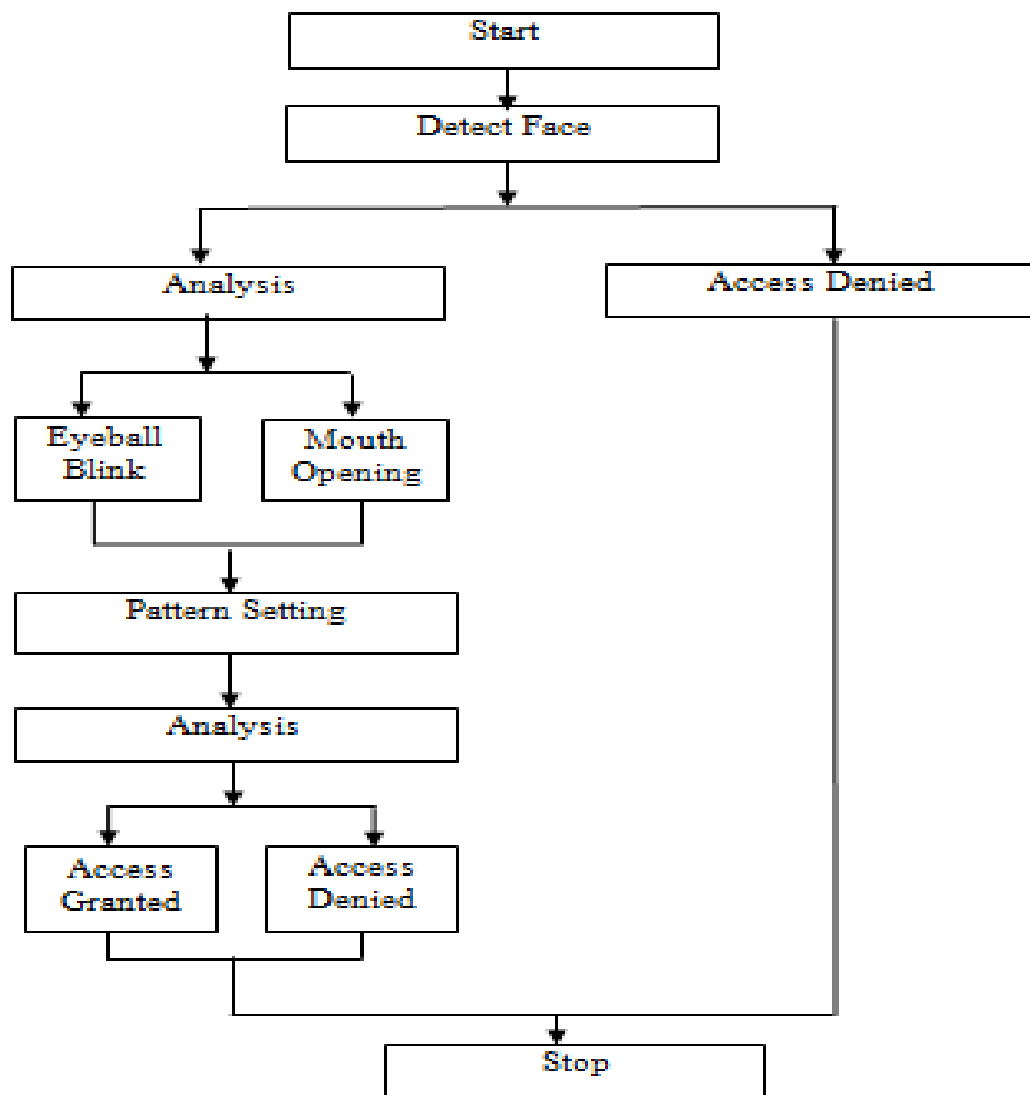 Start
Detect Face
Analysis
Access Denied
Eyeball
Blink
Mouth
Opening
Pattern Setting
Analysis
Access
Granted
Access
Denied
Stop